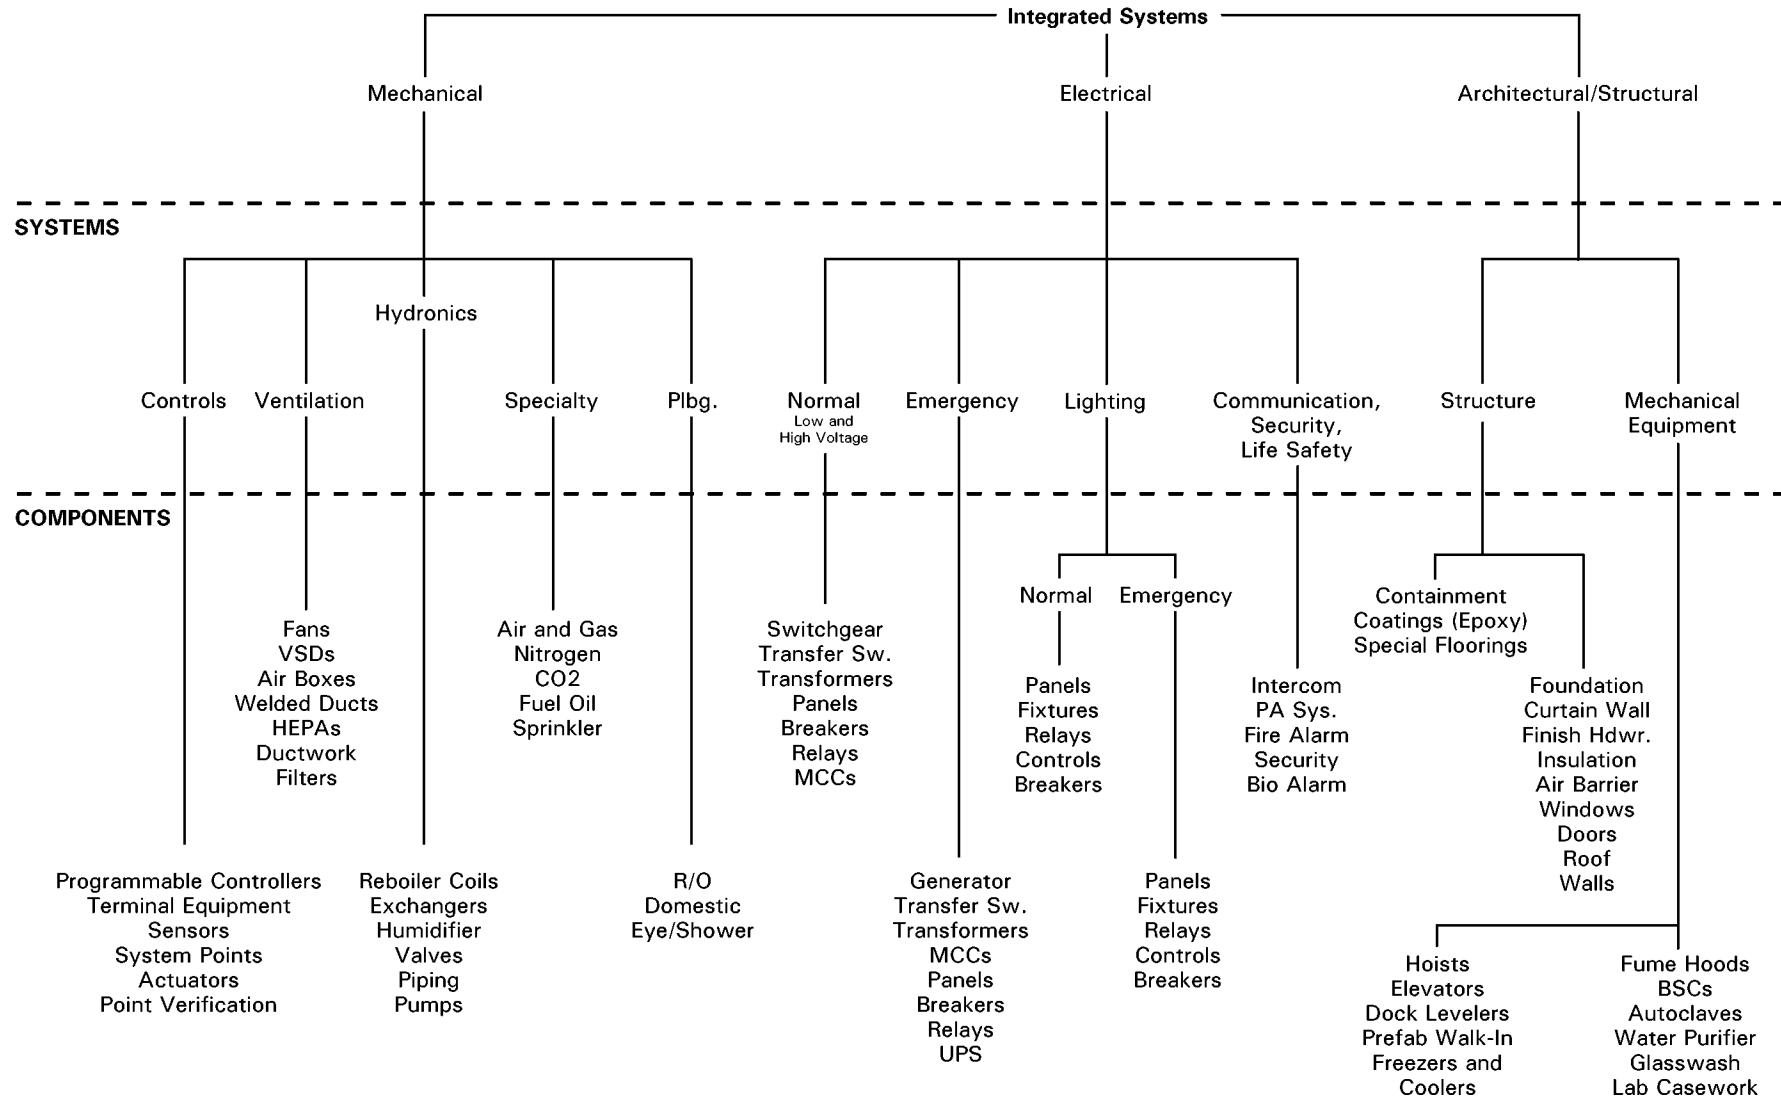 Integrated Systems
Mechanical
Electrical
Architectural/Structural
SYSTEMS
Hydronics
Controls
Ventilation
Specialty
Plbg.
Normal
Low and
High Voltage
Emergency
Lighting
Communication,
Security,
Life Safety
Structure
Mechanical
Equipment
COMPONENTS
Programmable Controllers
Terminal Equipment
Sensors
System Points
Actuators
Point Verification
Fans
VSDs
Air Boxes
Welded Ducts
HEPAs
Ductwork
Filters
Reboiler Coils
Exchangers
Humidifier
Valves
Piping
Pumps
Air and Gas
Nitrogen
CO2
Fuel Oil
Sprinkler
R/O
Domestic
Eye/Shower
Switchgear
Transfer Sw.
Transformers
Panels
Breakers
Relays
MCCs
Generator
Transfer Sw.
Transformers
MCCs
Panels
Breakers
Relays
UPS
Normal
Panels
Fixtures
Relays
Controls
Breakers
Emergency
Panels
Fixtures
Relays
Controls
Breakers
Intercom
PA Sys.
Fire Alarm
Security
Bio Alarm
Containment
Coatings (Epoxy)
Special Floorings
Foundation
Curtain Wall
Finish Hdwr.
Insulation
Air Barrier
Windows
Doors
Roof
Walls
Hoists
Elevators
Dock Levelers
Prefab Walk-In
Freezers and
Coolers
Fume Hoods
BSCs
Autoclaves
Water Purifier
Glasswash
Lab Casework